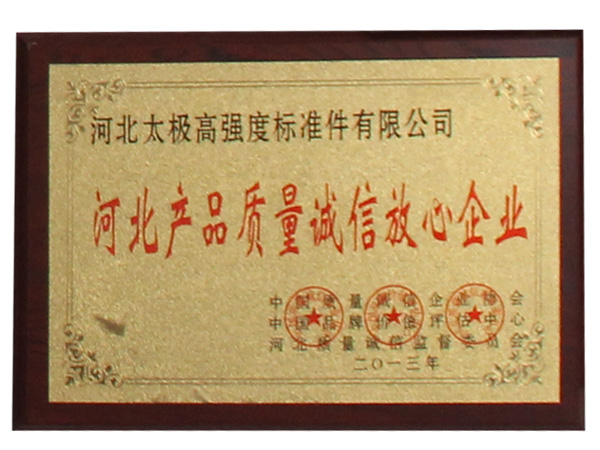 河北太极高强度标准件有限公司
河北产品质量诚信放心企业
中国质量诚信企业协会
中国品牌价值评估中心
河北质量诚信监督委员会
二〇一三年